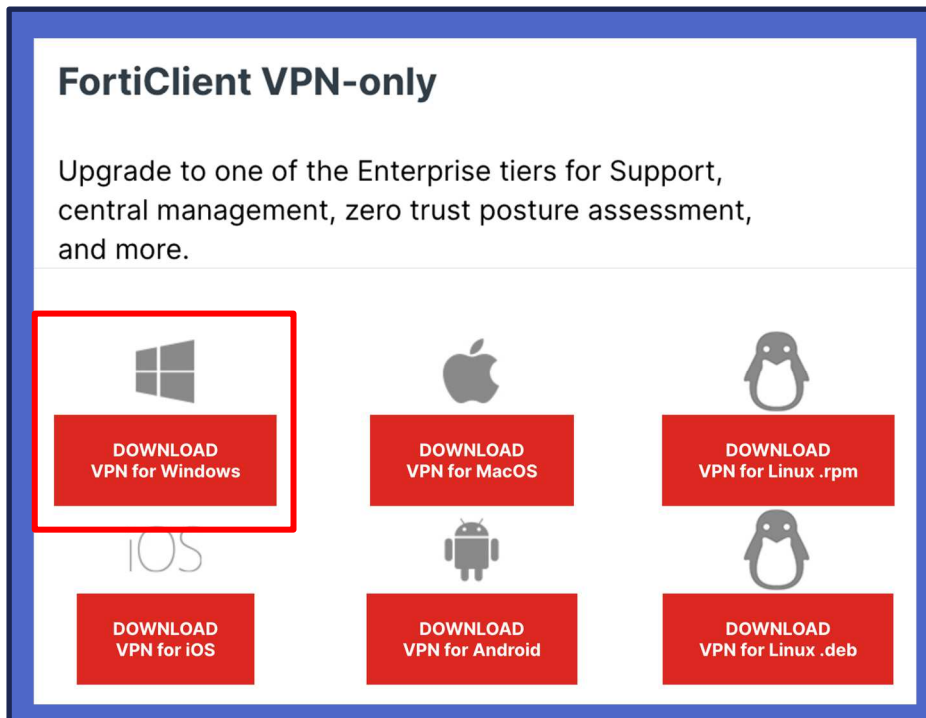 FortiClient VPN-only
Upgrade to one of the Enterprise tiers for Support,
central management, zero trust posture assessment,
and more.
DOWNLOAD
VPN for Windows
DOWNLOAD
VPN for MacOS
DOWNLOAD
VPN for Linux .rpm
iOS
DOWNLOAD
VPN for iOS
DOWNLOAD
VPN for Android
DOWNLOAD
VPN for Linux .deb